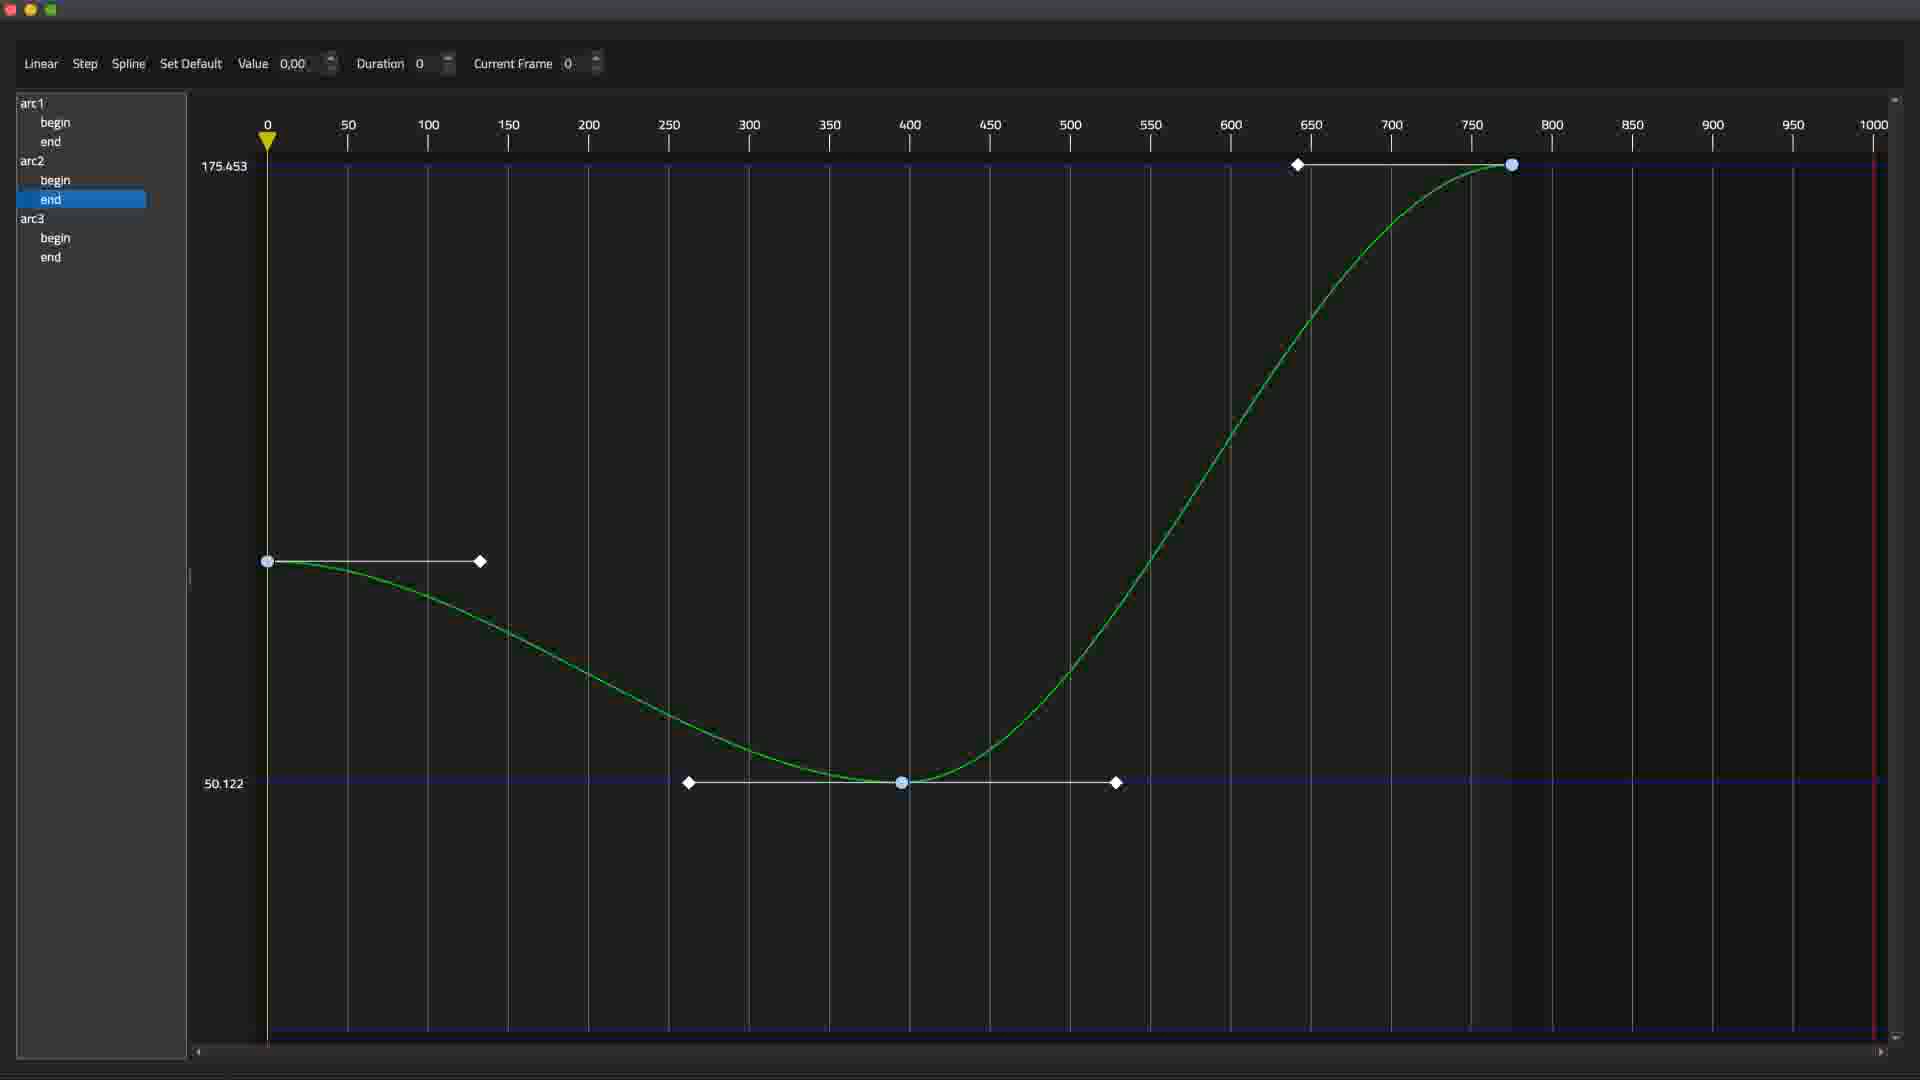 Linear Step Spline Set Default Value 0,00 Duration 0 Current Frame 0
arc1
begin
end
arc2
begin
end
arc3
begin
end
0 50 100 150 200 250 300 350 400 450 500 550 600 650 700 750 800 850 900 950 1000
175.453
50.122